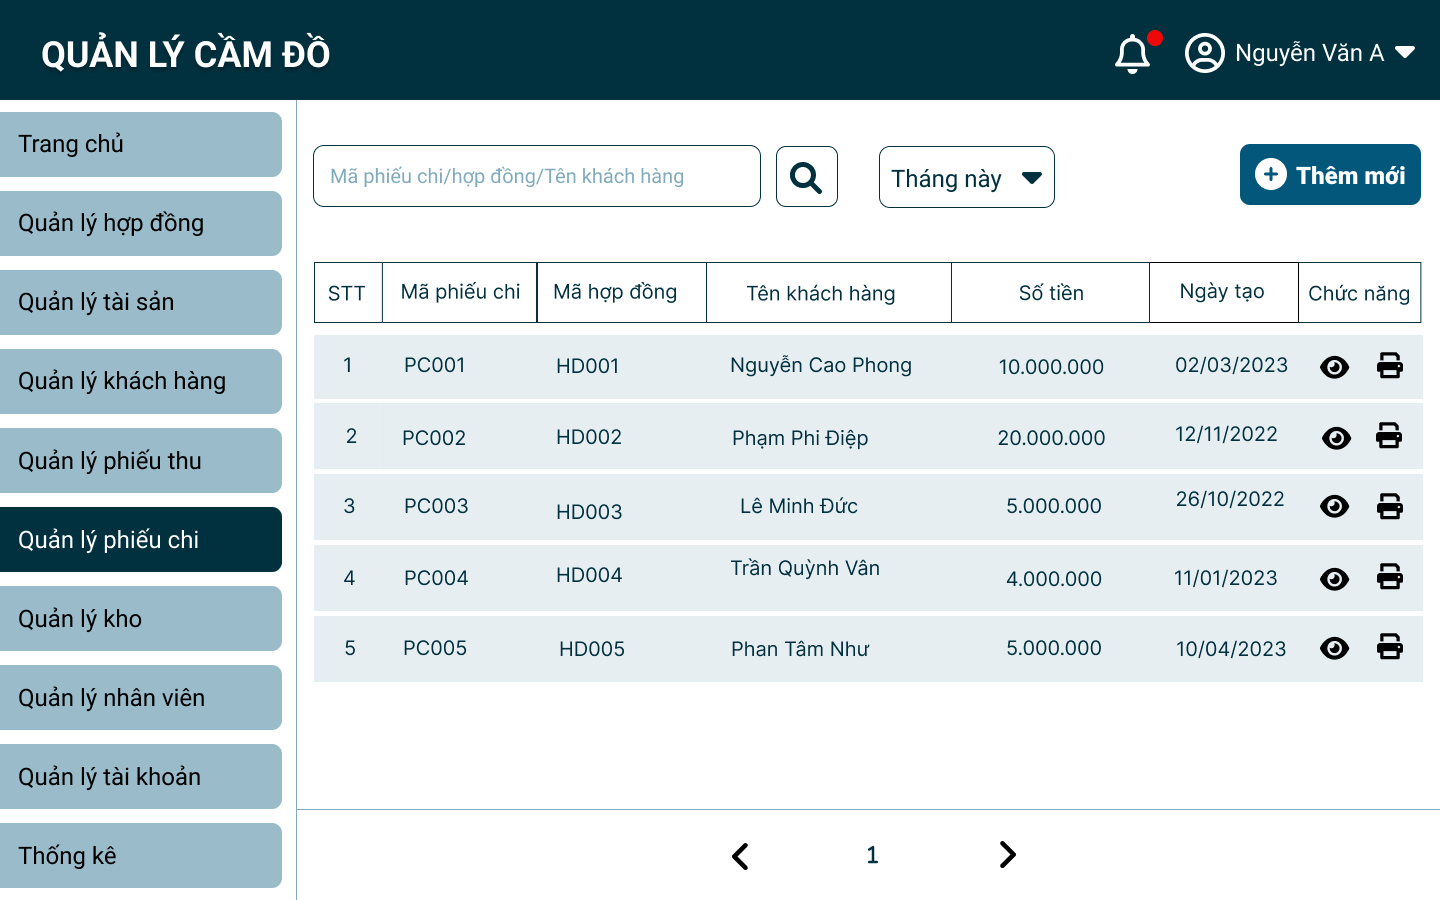 QUẢN LÝ CẦM ĐỒ
Nguyễn Văn A
Trang chủ
Quản lý hợp đồng
Quản lý tài sản
Quản lý khách hàng
Quản lý phiếu thu
Quản lý phiếu chi
Quản lý kho
Quản lý nhân viên
Quản lý tài khoản
Thống kê
Mã phiếu chi/hợp đồng/Tên khách hàng
Tháng này
Thêm mới
STT Mã phiếu chi Mã hợp đồng Tên khách hàng Số tiền Ngày tạo Chức năng
1 PC001 HD001 Nguyễn Cao Phong 10.000.000 02/03/2023
2 PC002 HD002 Phạm Phi Điệp 20.000.000 12/11/2022
3 PC003 HD003 Lê Minh Đức 5.000.000 26/10/2022
4 PC004 HD004 Trần Quỳnh Vân 4.000.000 11/01/2023
5 PC005 HD005 Phan Tâm Như 5.000.000 10/04/2023
1